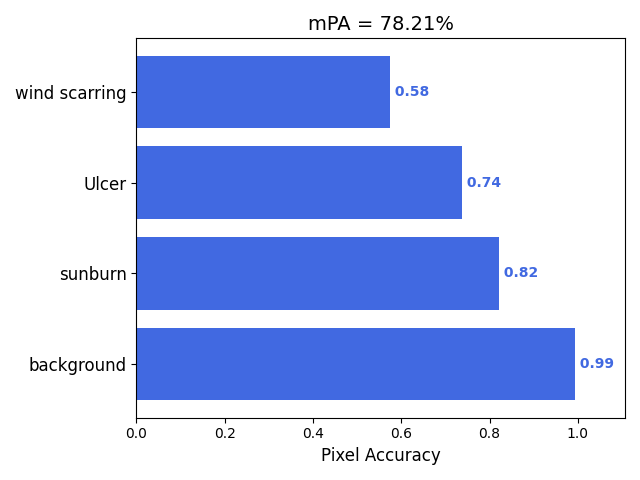 mPA = 78.21%
wind scarring 0.58
Ulcer 0.74
sunburn 0.82
background 0.99
0.0 0.2 0.4 0.6 0.8 1.0
Pixel Accuracy